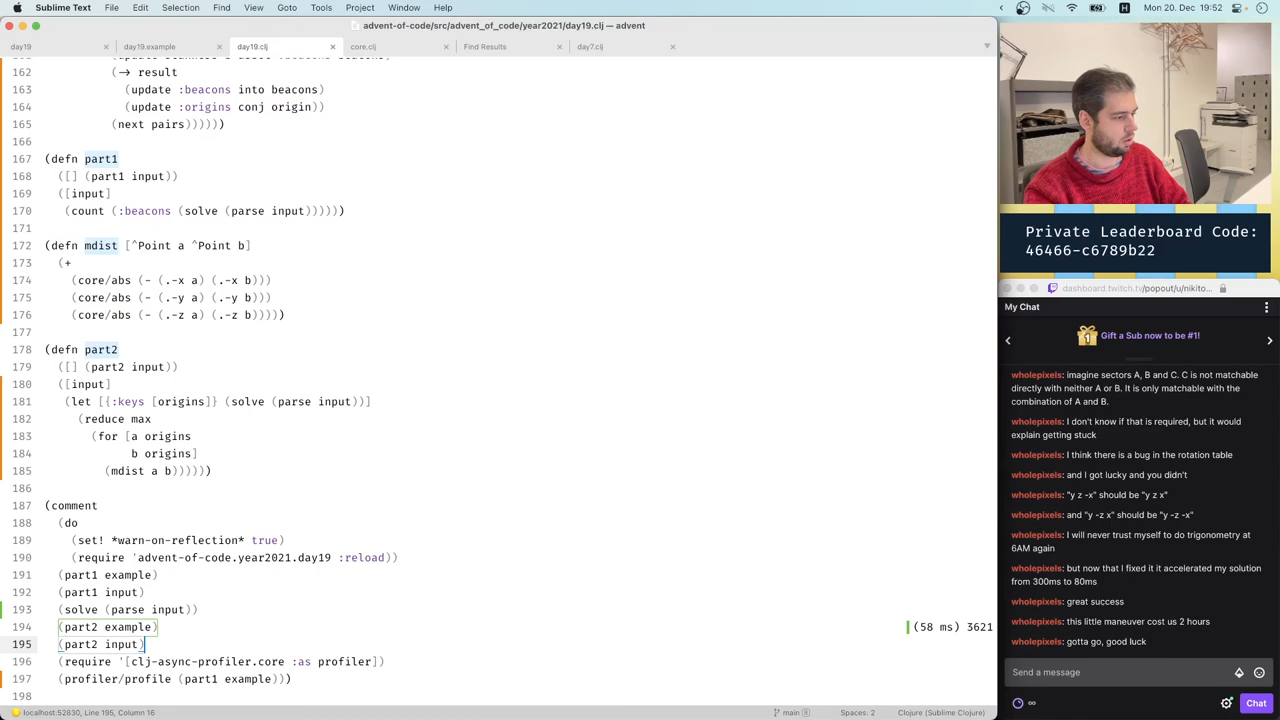 Sublime Text File Edit Selection Find View Goto Tools Project Window Help
Mon 20. Dec 19:52
advent-of-code/src/advent_of_code/year2021/day19.clj — advent
day19 day19.example day19.clj core.clj Find Results day7.clj
162 (-> result
163 (update :beacons into beacons)
164 (update :origins conj origin))
165 (next pairs)))))
166
167 (defn part1
168 ([] (part1 input))
169 ([input]
170 (count (:beacons (solve (parse input))))))
171
172 (defn mdist [^Point a ^Point b]
173 (+
174 (core/abs (- (.-x a) (.-x b)))
175 (core/abs (- (.-y a) (.-y b)))
176 (core/abs (- (.-z a) (.-z b)))))
177
178 (defn part2
179 ([] (part2 input))
180 ([input]
181 (let [{:keys [origins]} (solve (parse input))]
182 (reduce max
183 (for [a origins
184 b origins]
185 (mdist a b))))))
186
187 (comment
188 (do
189 (set! *warn-on-reflection* true)
190 (require 'advent-of-code.year2021.day19 :reload))
191 (part1 example)
192 (part1 input)
193 (solve (parse input))
194 (part2 example) (58 ms) 3621
195 (part2 input)
196 (require '[clj-async-profiler.core :as profiler])
197 (profiler/profile (part1 example)))
198
localhost:52830, Line 195, Column 16
main
Spaces: 2
Clojure (Sublime Clojure)
Private Leaderboard Code:
46466-c6789b22
dashboard.twitch.tv/popout/u/nikito...
My Chat
1 Gift a Sub now to be #1!
wholepixels: imagine sectors A, B and C. C is not matchable
directly with neither A or B. It is only matchable with the
combination of A and B.
wholepixels: I don't know if that is required, but it would
explain getting stuck
wholepixels: I think there is a bug in the rotation table
wholepixels: and I got lucky and you didn't
wholepixels: "y z -x" should be "y z x"
wholepixels: and "y -z x" should be "y -z -x"
wholepixels: I will never trust myself to do trigonometry at
6AM again
wholepixels: but now that I fixed it it accelerated my solution
from 300ms to 80ms
wholepixels: great success
wholepixels: this little maneuver cost us 2 hours
wholepixels: gotta go, good luck
Send a message
∞
Chat